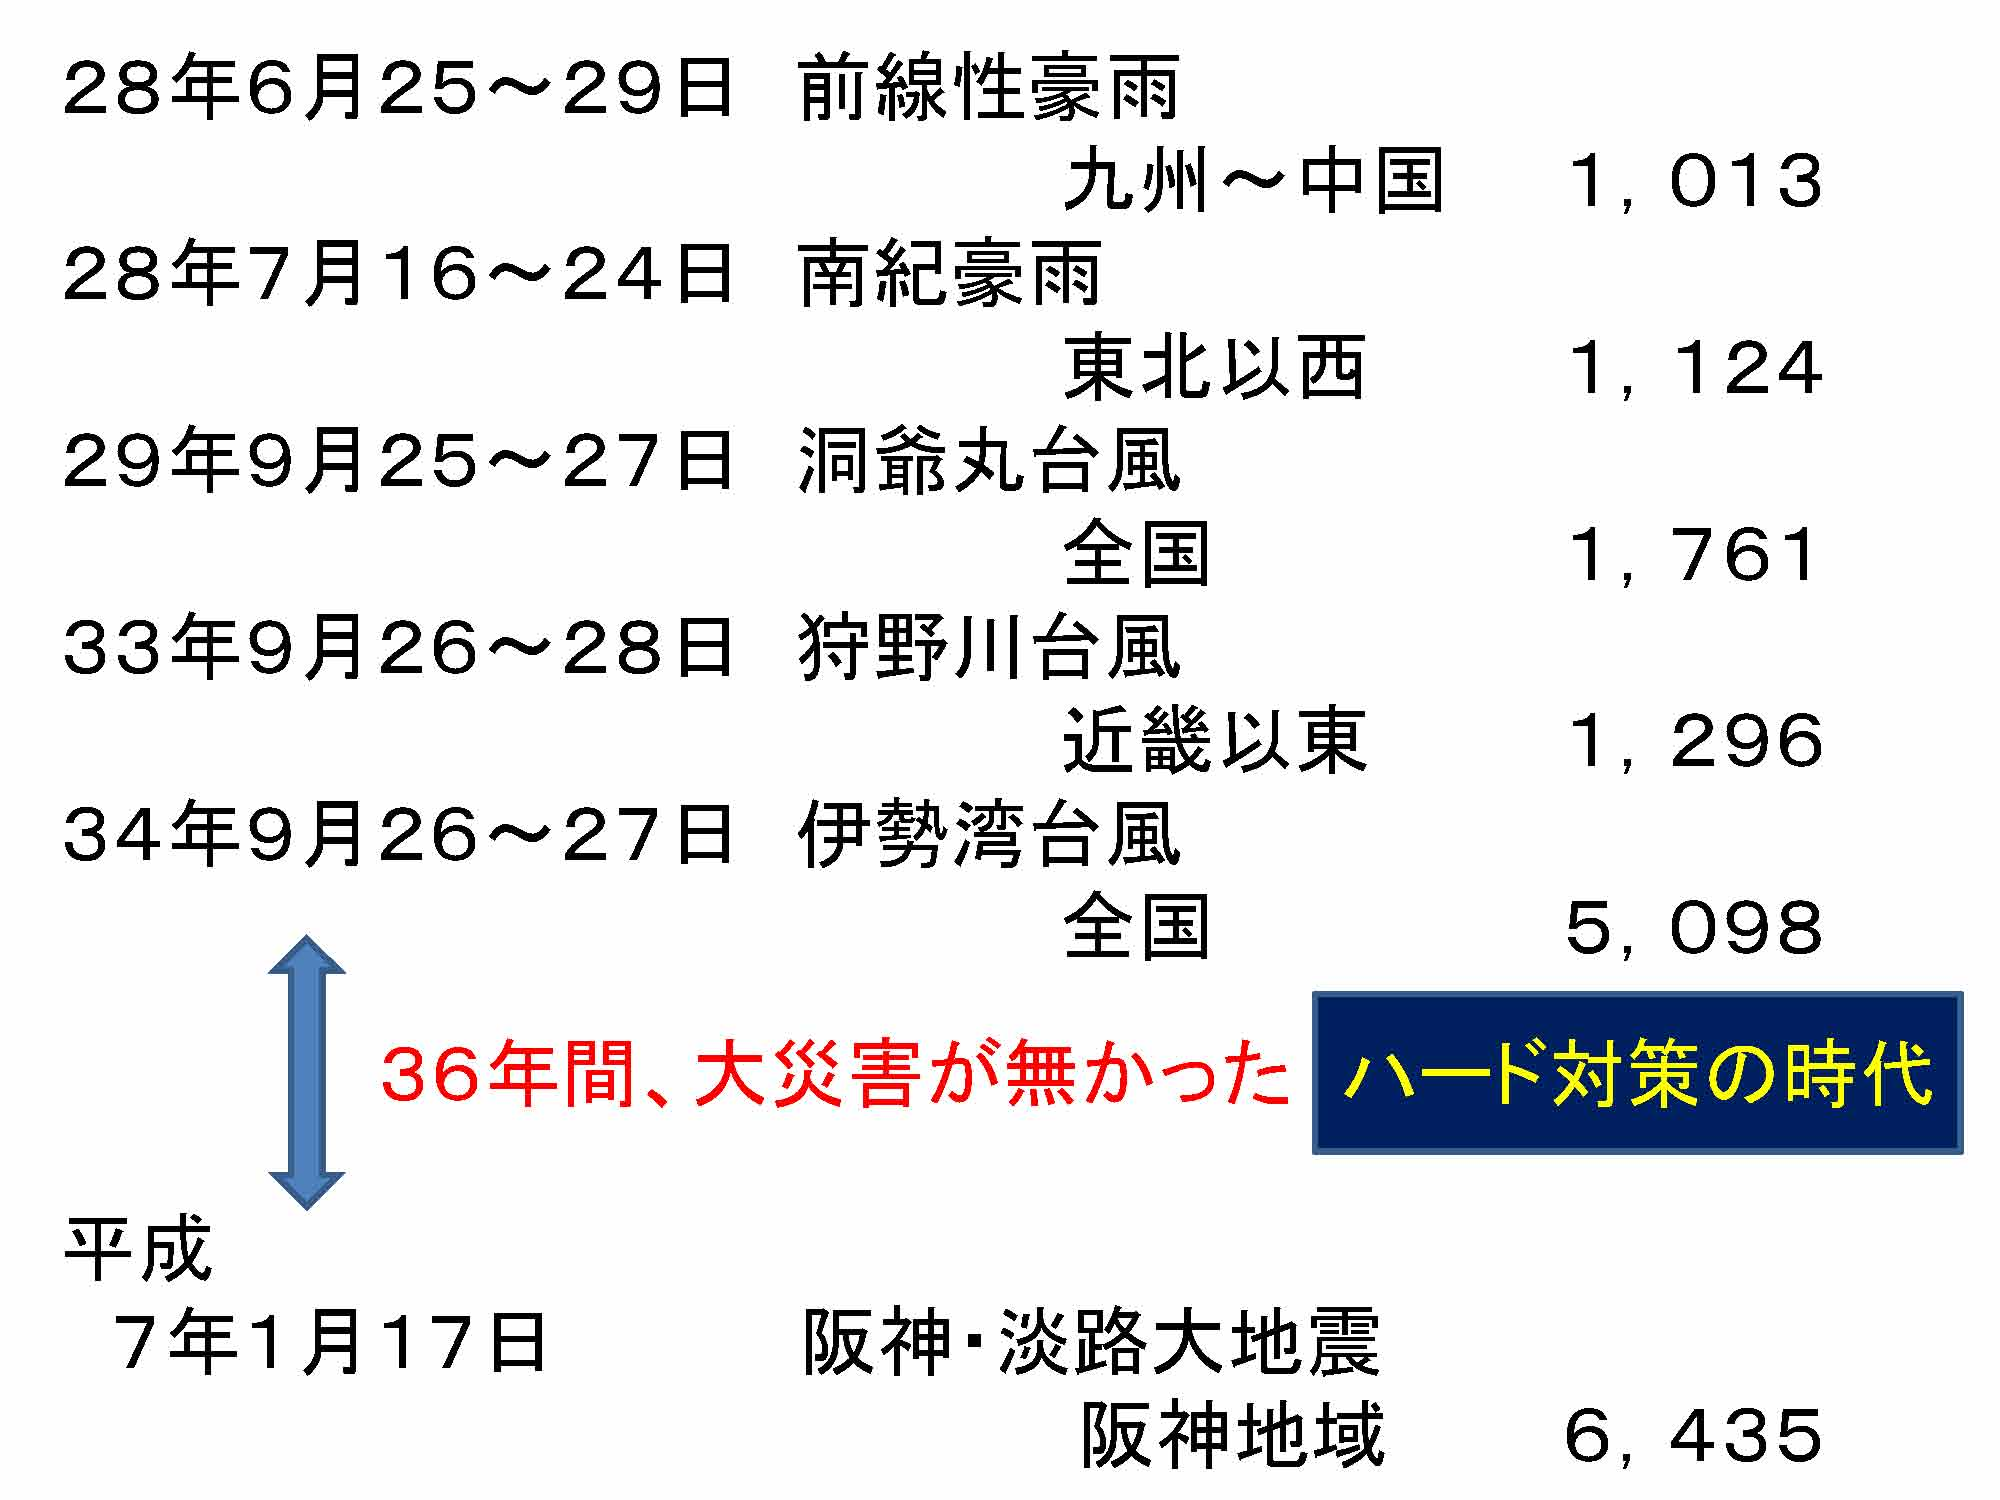 28年6月25~29日　前線性豪雨
九州~中国　1,013
28年7月16~24日　南紀豪雨
東北以西　1,124
29年9月25~27日　洞爺丸台風
全国　1,761
33年9月26~28日　狩野川台風
近畿以東　1,296
34年9月26~27日　伊勢湾台風
全国　5,098
36年間、大災害が無かった　ハード対策の時代
平成
7年1月17日　阪神・淡路大地震
阪神地域　6,435